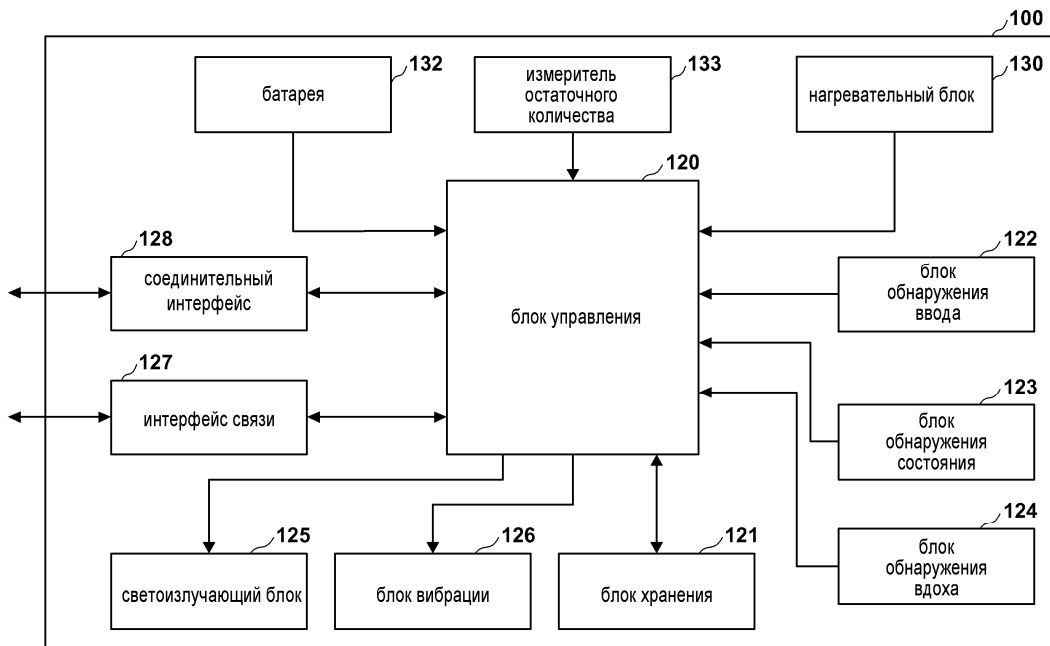 100
132
батарея
133
измеритель
остаточного
количества
130
нагревательный блок
120
блок управления
128
соединительный
интерфейс
122
блок
обнаружения
ввода
127
интерфейс связи
123
блок
обнаружения
состояния
124
блок
обнаружения
вдоха
125
светоизлучающий блок
126
блок вибрации
121
блок хранения